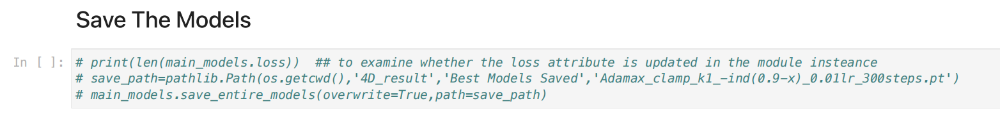 Save The Models
In [ ]: # print(len(main_models.loss))  ## to examine whether the loss attribute is updated in the module insteance
# save_path=pathlib.Path(os.getcwd(),'4D_result','Best Models Saved','Adamax_clamp_k1_-ind(0.9-x)_0.01lr_300steps.pt')
# main_models.save_entire_models(overwrite=True,path=save_path)